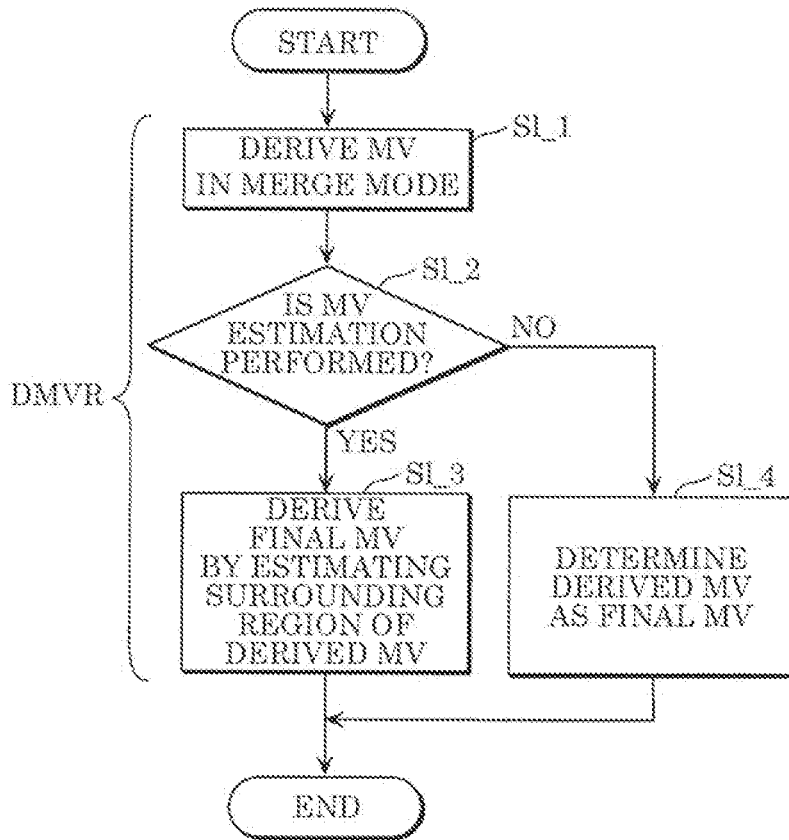 START
Sl_1
DERIVE MV
IN MERGE MODE
Sl_2
IS MV
ESTIMATION
PERFORMED?
NO
DMVR
YES
Sl_3
DERIVE
FINAL MV
BY ESTIMATING
SURROUNDING
REGION OF
DERIVED MV
Sl_4
DETERMINE
DERIVED MV
AS FINAL MV
END